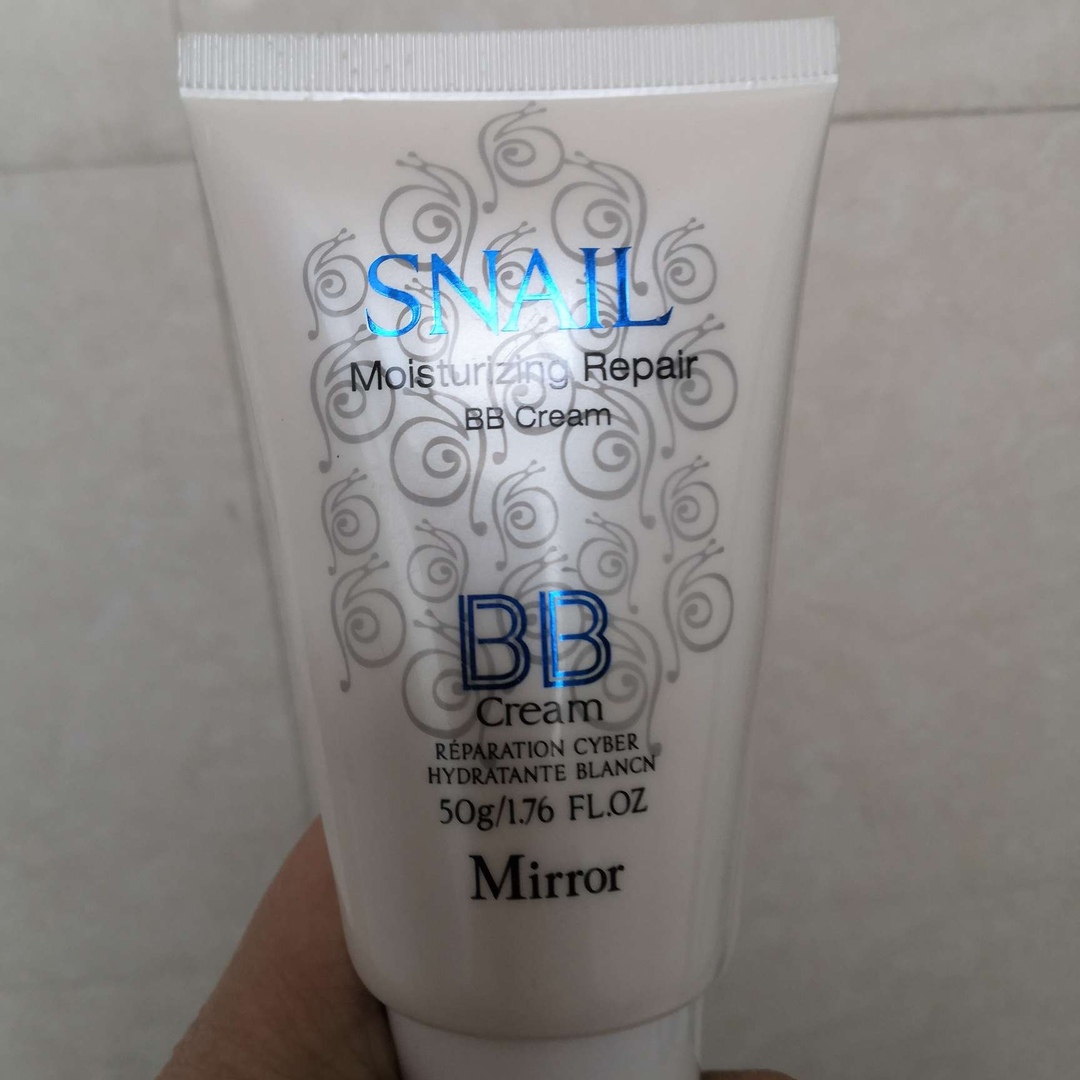 SNAIL
Moisturizing Repair
BB Cream
BB
Cream
RÉPARATION CYBER
HYDRATANTE BLANCN
50g/1.76 FL.OZ
Mirror